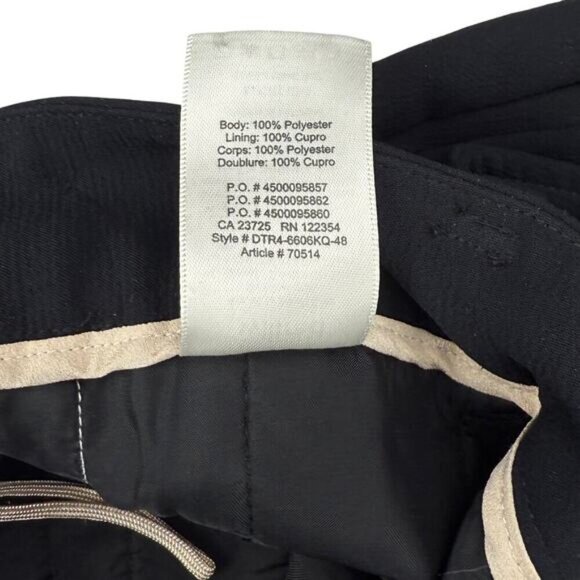 Body: 100% Polyester
Lining: 100% Cupro
Corps: 100% Polyester
Doublure: 100% Cupro
P.O. # 4500095857
P.O. # 4500095862
P.O. # 4500095860
CA 23725 RN 122354
Style # DTR4-6606KQ-48
Article # 70514